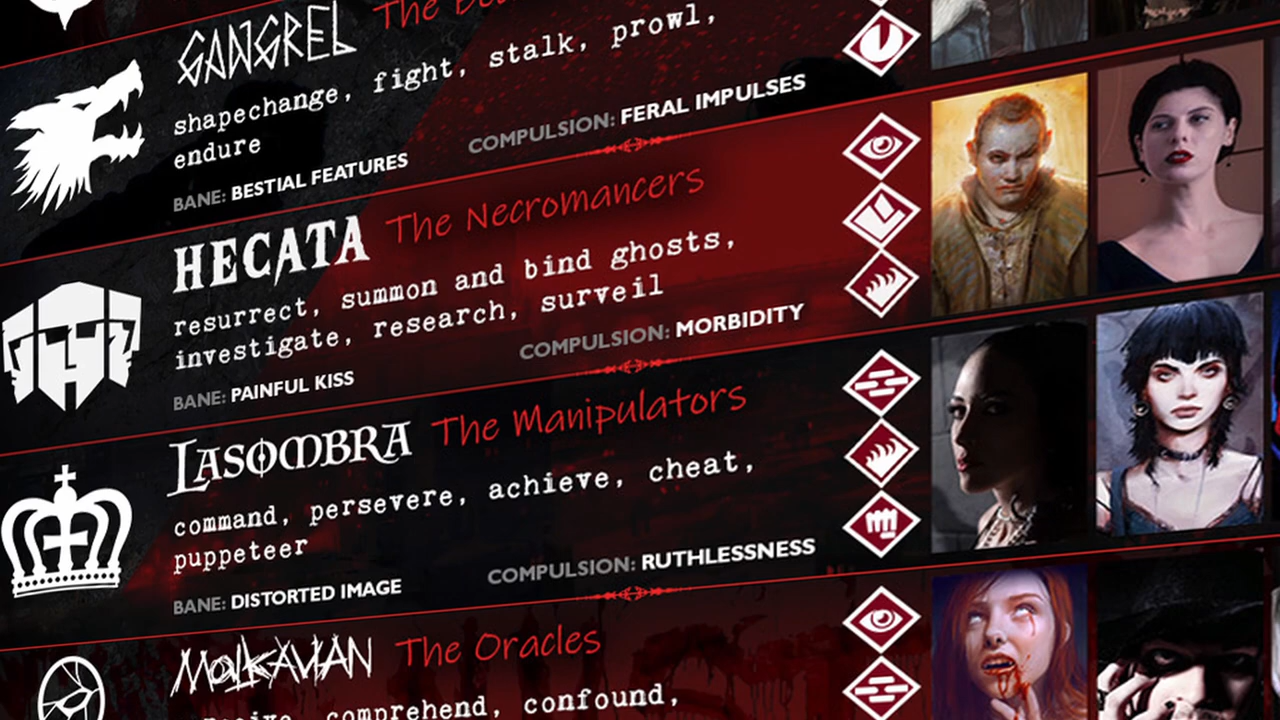 GANGREL The
shapechange, fight, stalk, prowl,
endure
BANE: BESTIAL FEATURES COMPULSION: FERAL IMPULSES
HECATA The Necromancers
resurrect, summon and bind ghosts,
investigate, research, surveil
BANE: PAINFUL KISS COMPULSION: MORBIDITY
LASOMBRA The Manipulators
command, persevere, achieve, cheat,
puppeteer
BANE: DISTORTED IMAGE COMPULSION: RUTHLESSNESS
MALKAVIAN The Oracles
comprehend, confound,